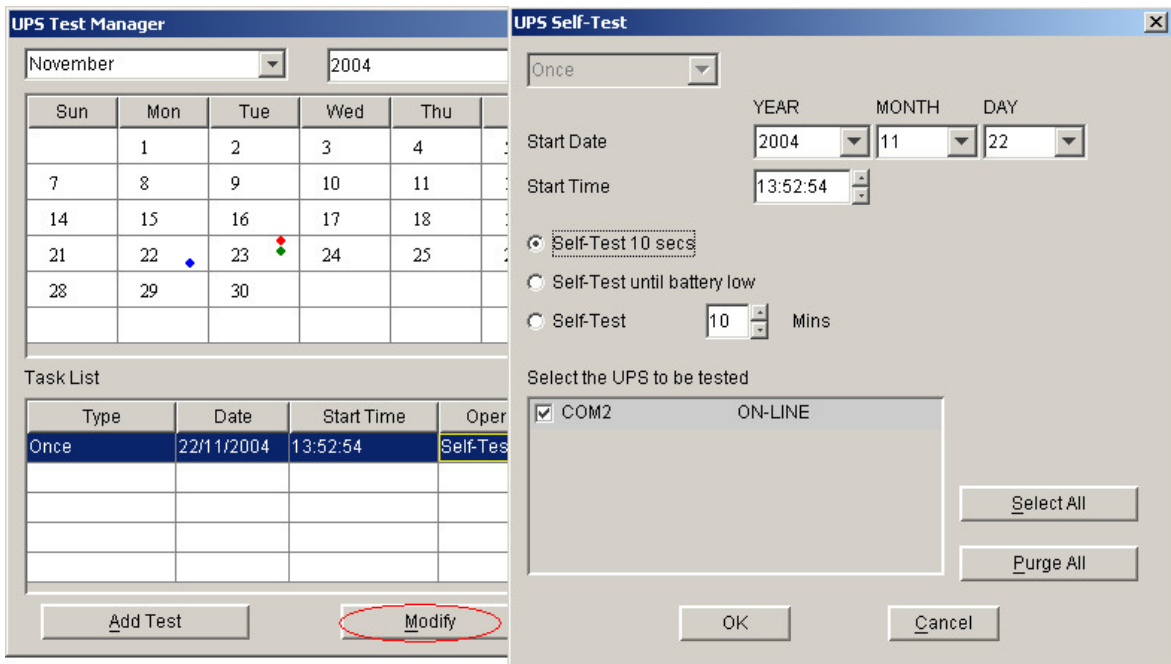 UPS Test Manager
November 2004
Sun Mon Tue Wed Thu
1 2 3 4
7 8 9 10 11
14 15 16 17 18
21 22 23 24 25
28 29 30
Task List
Type Date Start Time Oper
Once 22/11/2004 13:52:54 Self-Tes
Add Test Modify
UPS Self-Test
Once
YEAR MONTH DAY
Start Date 2004 11 22
Start Time 13:52:54
Self-Test 10 secs
Self-Test until battery low
Self-Test 10 Mins
Select the UPS to be tested
COM2 ON-LINE
Select All
Purge All
OK Cancel